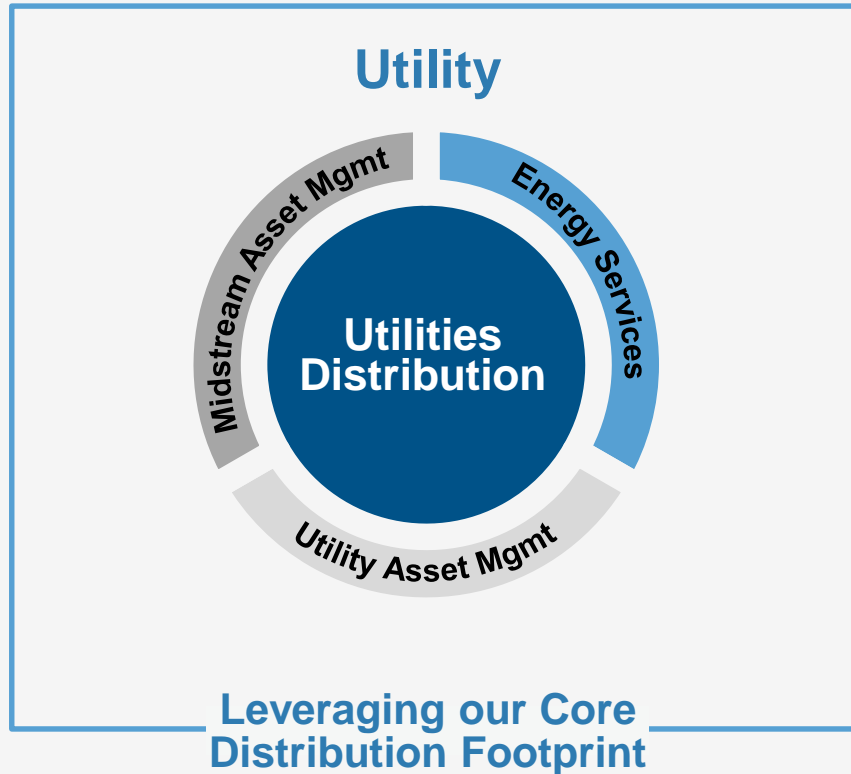 Utility
Midstream Asset Mgmt
Energy Services
Utilities
Distribution
Utility Asset Mgmt
Leveraging our Core
Distribution Footprint